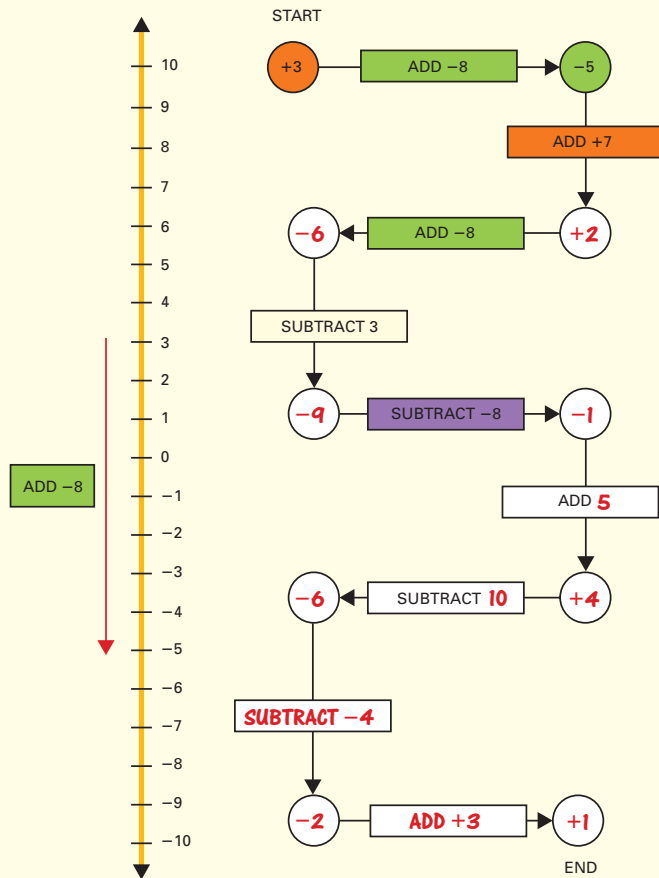 START
+3
ADD −8
−5
ADD +7
+2
ADD −8
−6
SUBTRACT 3
−9
SUBTRACT −8
−1
ADD 5
+4
SUBTRACT 10
−6
SUBTRACT −4
−2
ADD +3
+1
END
10
9
8
7
6
5
4
3
2
1
0
−1
−2
−3
−4
−5
−6
−7
−8
−9
−10
ADD −8